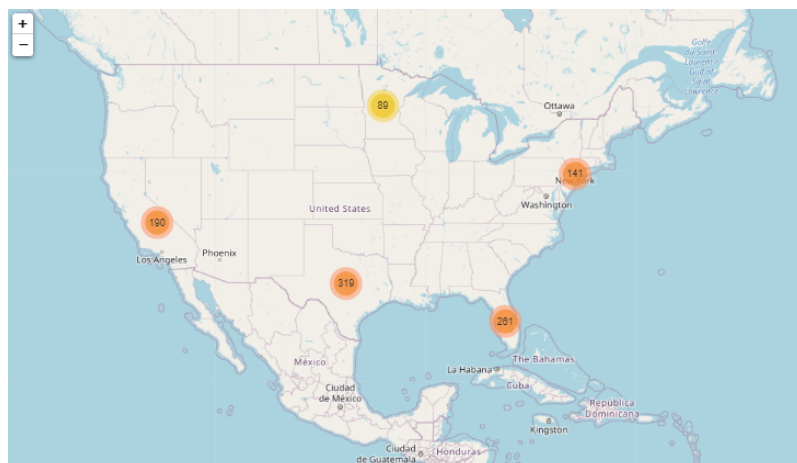 +
−
Golfe
du Saint-
Laurent /
Gulf of
Saint
Lawrence
89
Ottawa
141
New York
Washington
United States
190
Los Angeles
Phoenix
319
261
México
La Habana
The Bahamas
Cuba
Ciudad
de México
República
Dominicana
Kingston
Ciudad
de Guatemala
Honduras